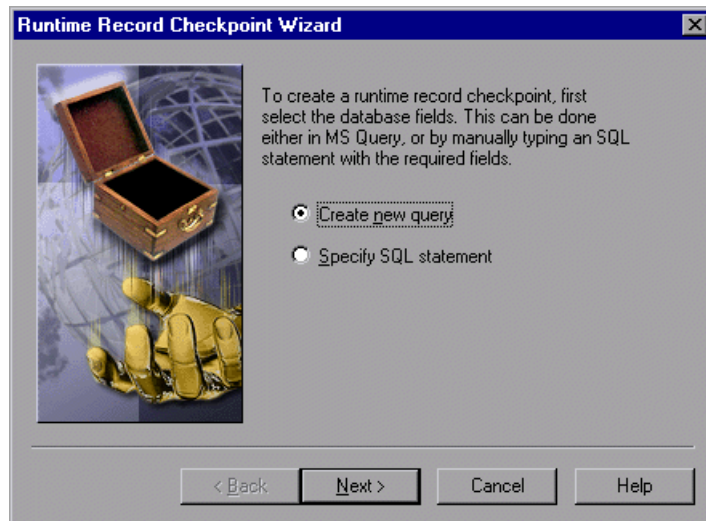 Runtime Record Checkpoint Wizard
To create a runtime record checkpoint, first
select the database fields. This can be done
either in MS Query, or by manually typing an SQL
statement with the required fields.
Create new query
Specify SQL statement
< Back
Next >
Cancel
Help